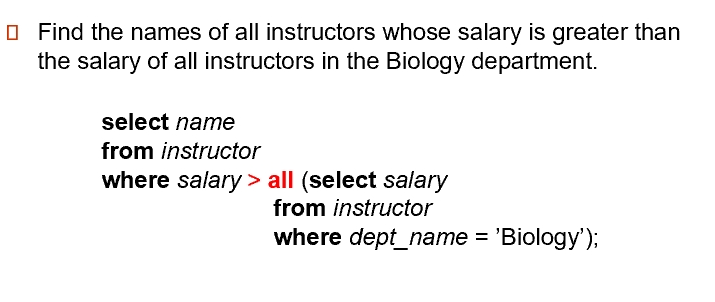 Find the names of all instructors whose salary is greater than
the salary of all instructors in the Biology department.
select name
from instructor
where salary > all (select salary
from instructor
where dept_name = ’Biology’);